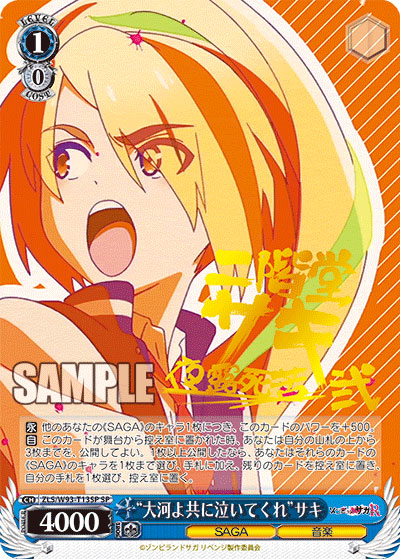 LEVEL
1
0
COST
二階堂
サキ
夜露死苦
弐
SAMPLE
永 他のあなたの《SAGA》のキャラ1枚につき、このカードのパワーを+500。
自 このカードが舞台から控え室に置かれた時、あなたは自分の山札の上から
3枚までを、公開してよい。1枚以上公開したなら、あなたはそれらのカードの
《SAGA》のキャラを1枚まで選び、手札に加え、残りのカードを控え室に置き、自
分の手札を1枚選び、控え室に置く。
CH ZLS/W93-T13SP SP
4000
“大河よ共に泣いてくれ”サキ
SAGA
音楽
©ゾンビランドサガ リベンジ製作委員会